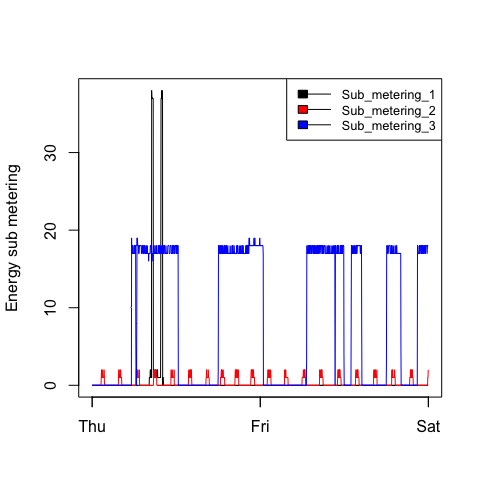 Sub_metering_1
Sub_metering_2
Sub_metering_3
Energy sub metering
30
20
10
0
Thu Fri Sat